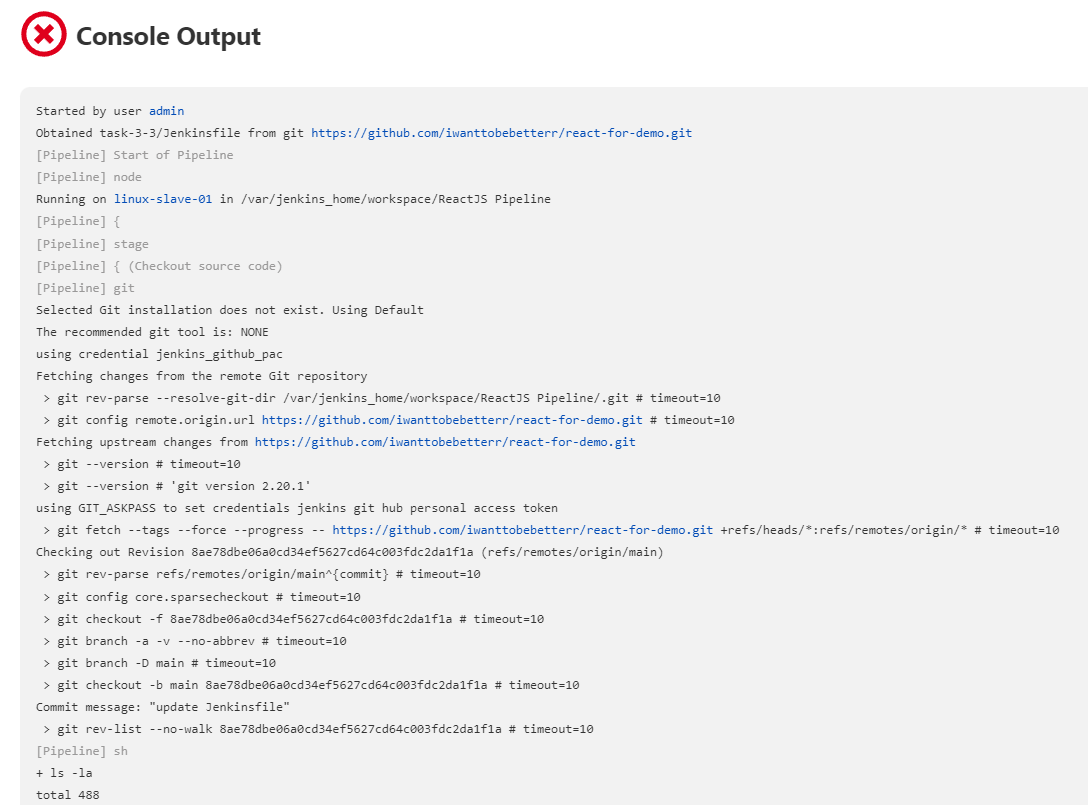 Console Output
Started by user admin
Obtained task-3-3/Jenkinsfile from git https://github.com/iwanttobebetterr/react-for-demo.git
[Pipeline] Start of Pipeline
[Pipeline] node
Running on linux-slave-01 in /var/jenkins_home/workspace/ReactJS Pipeline
[Pipeline] {
[Pipeline] stage
[Pipeline] { (Checkout source code)
[Pipeline] git
Selected Git installation does not exist. Using Default
The recommended git tool is: NONE
using credential jenkins_github_pac
Fetching changes from the remote Git repository
> git rev-parse --resolve-git-dir /var/jenkins_home/workspace/ReactJS Pipeline/.git # timeout=10
> git config remote.origin.url https://github.com/iwanttobebetterr/react-for-demo.git # timeout=10
Fetching upstream changes from https://github.com/iwanttobebetterr/react-for-demo.git
> git --version # timeout=10
> git --version # 'git version 2.20.1'
using GIT_ASKPASS to set credentials jenkins git hub personal access token
> git fetch --tags --force --progress -- https://github.com/iwanttobebetterr/react-for-demo.git +refs/heads/*:refs/remotes/origin/* # timeout=10
Checking out Revision 8ae78dbe06a0cd34ef5627cd64c003fdc2da1f1a (refs/remotes/origin/main)
> git rev-parse refs/remotes/origin/main^{commit} # timeout=10
> git config core.sparsecheckout # timeout=10
> git checkout -f 8ae78dbe06a0cd34ef5627cd64c003fdc2da1f1a # timeout=10
> git branch -a -v --no-abbrev # timeout=10
> git branch -D main # timeout=10
> git checkout -b main 8ae78dbe06a0cd34ef5627cd64c003fdc2da1f1a # timeout=10
Commit message: "update Jenkinsfile"
> git rev-list --no-walk 8ae78dbe06a0cd34ef5627cd64c003fdc2da1f1a # timeout=10
[Pipeline] sh
+ ls -la
total 488